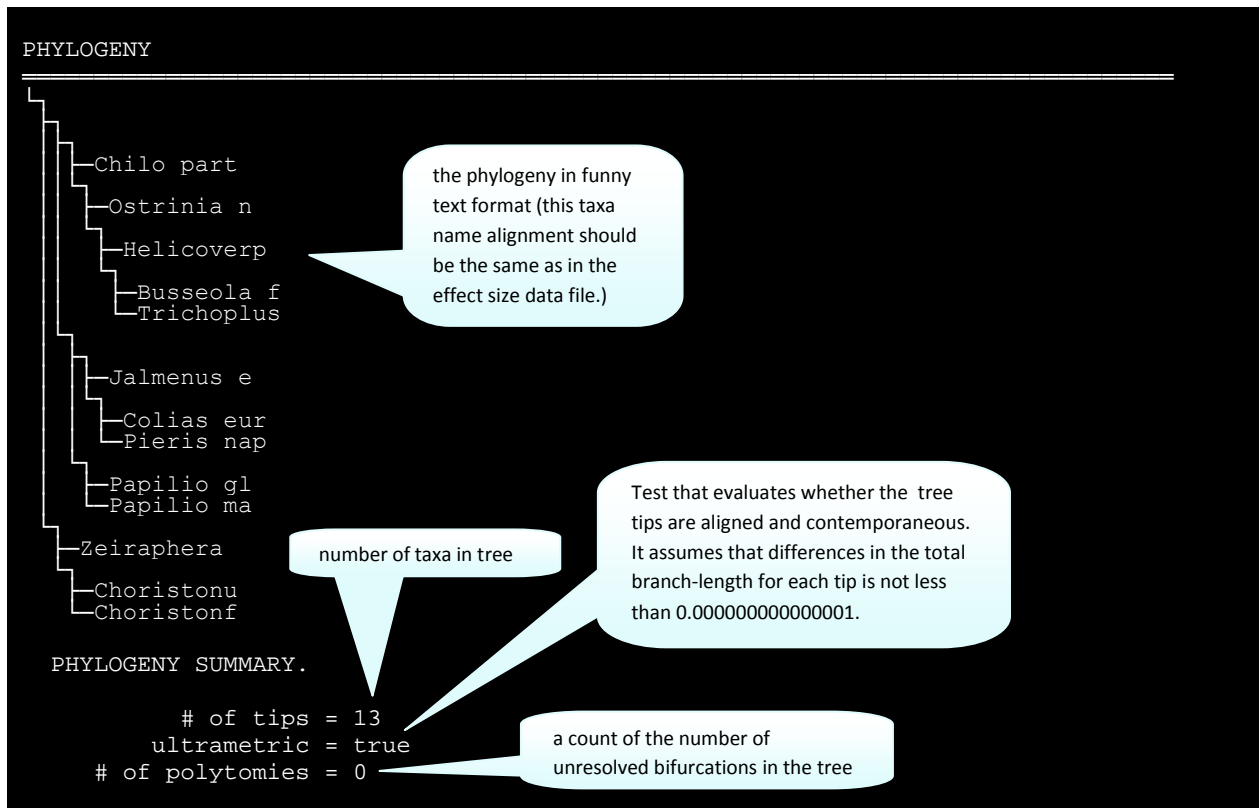 PHYLOGENY
Chilo part
Ostrinia n
Helicoverp
Busseola f
Trichoplus
Jalmenus e
Colias eur
Pieris nap
Papilio gl
Papilio ma
Zeiraphera
Choristonu
Choristonf
the phylogeny in funny
text format (this taxa
name alignment should
be the same as in the
effect size data file.)
number of taxa in tree
Test that evaluates whether the tree
tips are aligned and contemporaneous.
It assumes that differences in the total
branch-length for each tip is not less
than 0.000000000000001.
PHYLOGENY SUMMARY.
# of tips = 13
ultrametric = true
# of polytomies = 0
a count of the number of
unresolved bifurcations in the tree